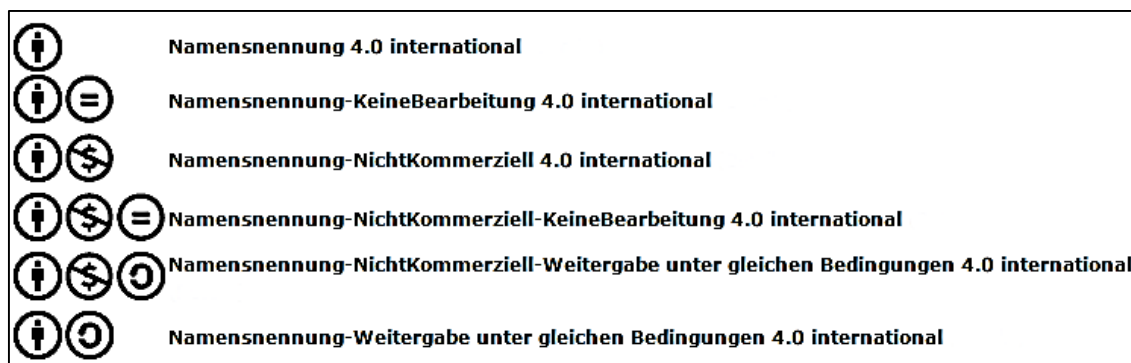 Namensnennung 4.0 international
Namensnennung-KeineBearbeitung 4.0 international
Namensnennung-NichtKommerziell 4.0 international
Namensnennung-NichtKommerziell-KeineBearbeitung 4.0 international
Namensnennung-NichtKommerziell-Weitergabe unter gleichen Bedingungen 4.0 international
Namensnennung-Weitergabe unter gleichen Bedingungen 4.0 international